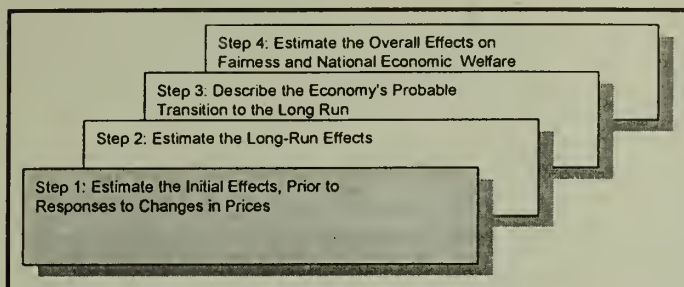 Step 4: Estimate the Overall Effects on
Fairness and National Economic Welfare
Step 3: Describe the Economy's Probable
Transition to the Long Run
Step 2: Estimate the Long-Run Effects
Step 1: Estimate the Initial Effects, Prior to
Responses to Changes in Prices